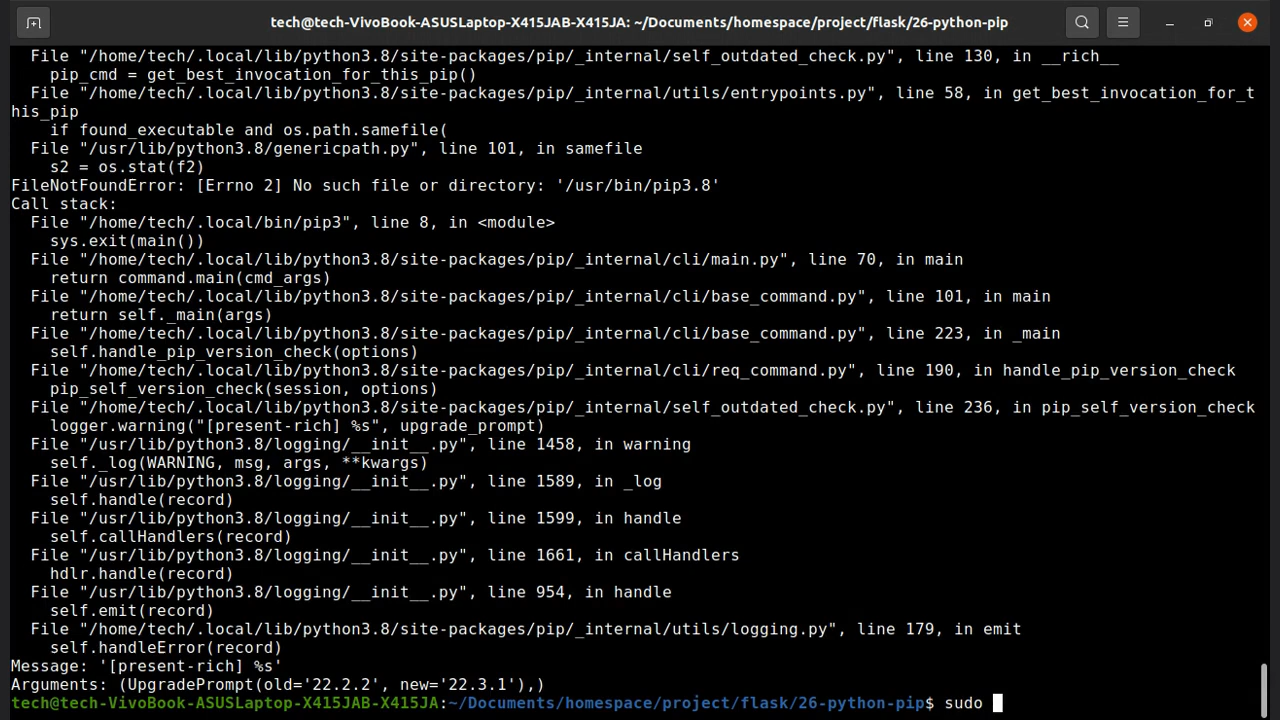 tech@tech-VivoBook-ASUSLaptop-X415JAB-X415JA: ~/Documents/homespace/project/flask/26-python-pip
  File "/home/tech/.local/lib/python3.8/site-packages/pip/_internal/self_outdated_check.py", line 130, in __rich__
    pip_cmd = get_best_invocation_for_this_pip()
  File "/home/tech/.local/lib/python3.8/site-packages/pip/_internal/utils/entrypoints.py", line 58, in get_best_invocation_for_t
his_pip
    if found_executable and os.path.samefile(
  File "/usr/lib/python3.8/genericpath.py", line 101, in samefile
    s2 = os.stat(f2)
FileNotFoundError: [Errno 2] No such file or directory: '/usr/bin/pip3.8'
Call stack:
  File "/home/tech/.local/bin/pip3", line 8, in <module>
    sys.exit(main())
  File "/home/tech/.local/lib/python3.8/site-packages/pip/_internal/cli/main.py", line 70, in main
    return command.main(cmd_args)
  File "/home/tech/.local/lib/python3.8/site-packages/pip/_internal/cli/base_command.py", line 101, in main
    return self._main(args)
  File "/home/tech/.local/lib/python3.8/site-packages/pip/_internal/cli/base_command.py", line 223, in _main
    self.handle_pip_version_check(options)
  File "/home/tech/.local/lib/python3.8/site-packages/pip/_internal/cli/req_command.py", line 190, in handle_pip_version_check
    pip_self_version_check(session, options)
  File "/home/tech/.local/lib/python3.8/site-packages/pip/_internal/self_outdated_check.py", line 236, in pip_self_version_check
    logger.warning("[present-rich] %s", upgrade_prompt)
  File "/usr/lib/python3.8/logging/__init__.py", line 1458, in warning
    self._log(WARNING, msg, args, **kwargs)
  File "/usr/lib/python3.8/logging/__init__.py", line 1589, in _log
    self.handle(record)
  File "/usr/lib/python3.8/logging/__init__.py", line 1599, in handle
    self.callHandlers(record)
  File "/usr/lib/python3.8/logging/__init__.py", line 1661, in callHandlers
    hdlr.handle(record)
  File "/usr/lib/python3.8/logging/__init__.py", line 954, in handle
    self.emit(record)
  File "/home/tech/.local/lib/python3.8/site-packages/pip/_internal/utils/logging.py", line 179, in emit
    self.handleError(record)
Message: '[present-rich] %s'
Arguments: (UpgradePrompt(old='22.2.2', new='22.3.1'),)
tech@tech-VivoBook-ASUSLaptop-X415JAB-X415JA:~/Documents/homespace/project/flask/26-python-pip$ sudo